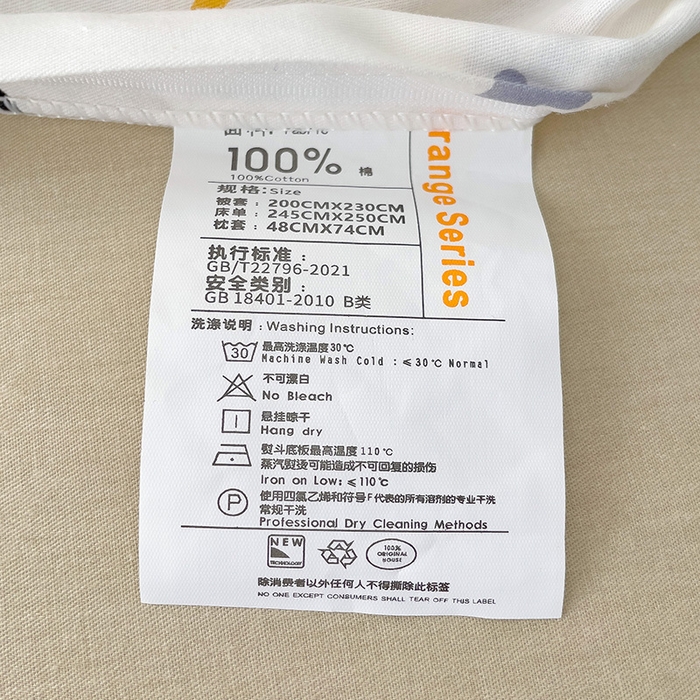 100% 棉
100%Cotton
规格:Size
被套：200CMX230CM
床单：245CMX250CM
枕套：48CMX74CM
执行标准：
GB/T22796-2021
安全类别：
GB 18401-2010 B类
range Series
洗涤说明：Washing Instructions:
30 最高洗涤温度30℃
Machine Wash Cold : ≤30℃ Normal
不可漂白
No Bleach
悬挂晾干
Hang dry
熨斗底板最高温度110℃
蒸汽熨烫可能造成不可回复的损伤
Iron on Low: ≤110℃
P 使用四氯乙烯和符号F代表的所有溶剂的专业干洗
常规干洗
Professional Dry Cleaning Methods
NEW
TECHNOLOGY
100%
ORIGINAL
HOUSE
除消费者以外任何人不得撕除此标签
NO ONE EXCEPT CONSUMERS SHALL TEAR OFF THIS LABEL